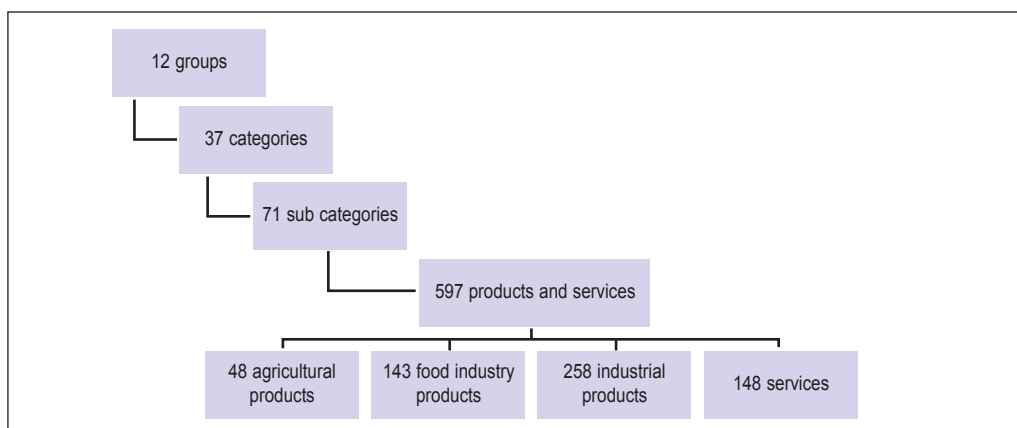 12 groups
37 categories
71 sub categories
597 products and services
48 agricultural
products
143 food industry
products
258 industrial
products
148 services